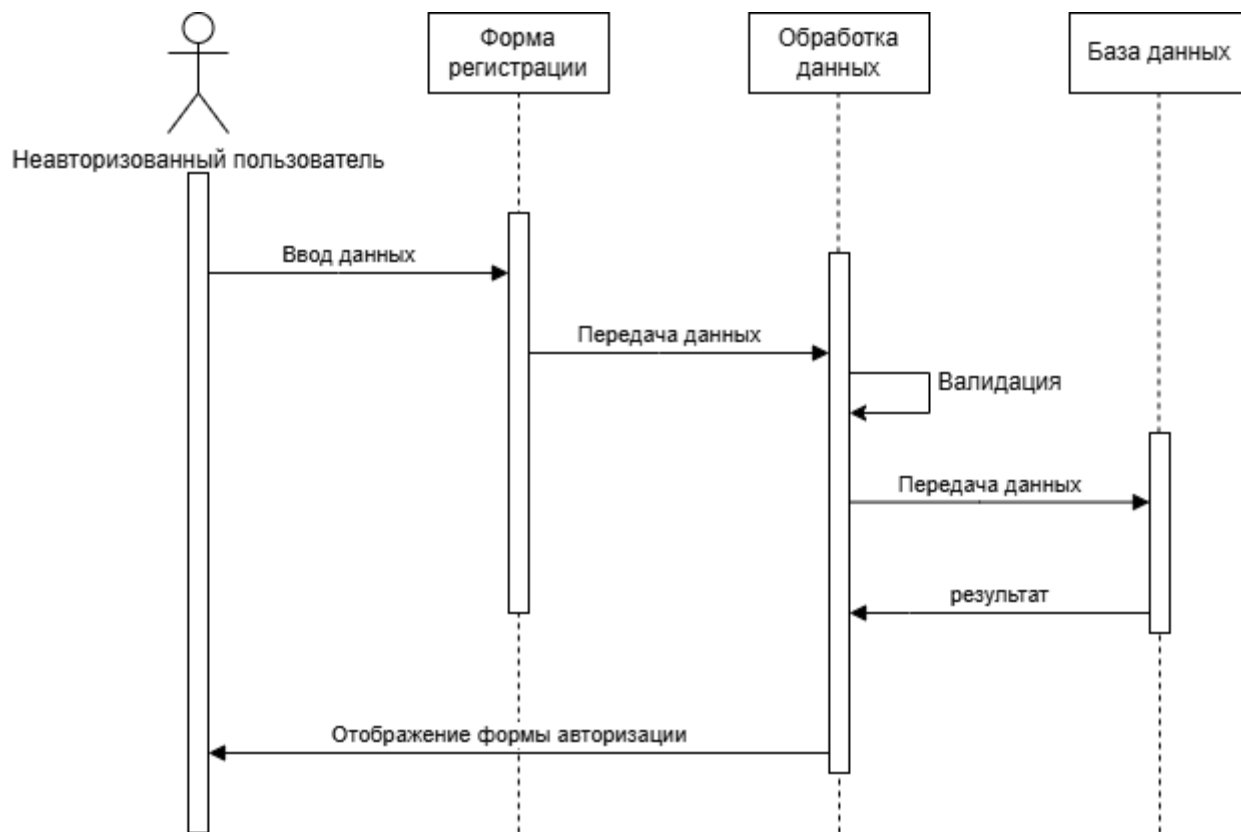 Форма
регистрации
Обработка
данных
База данных
Неавторизованный пользователь
Ввод данных
Передача данных
Валидация
Передача данных
результат
Отображение формы авторизации